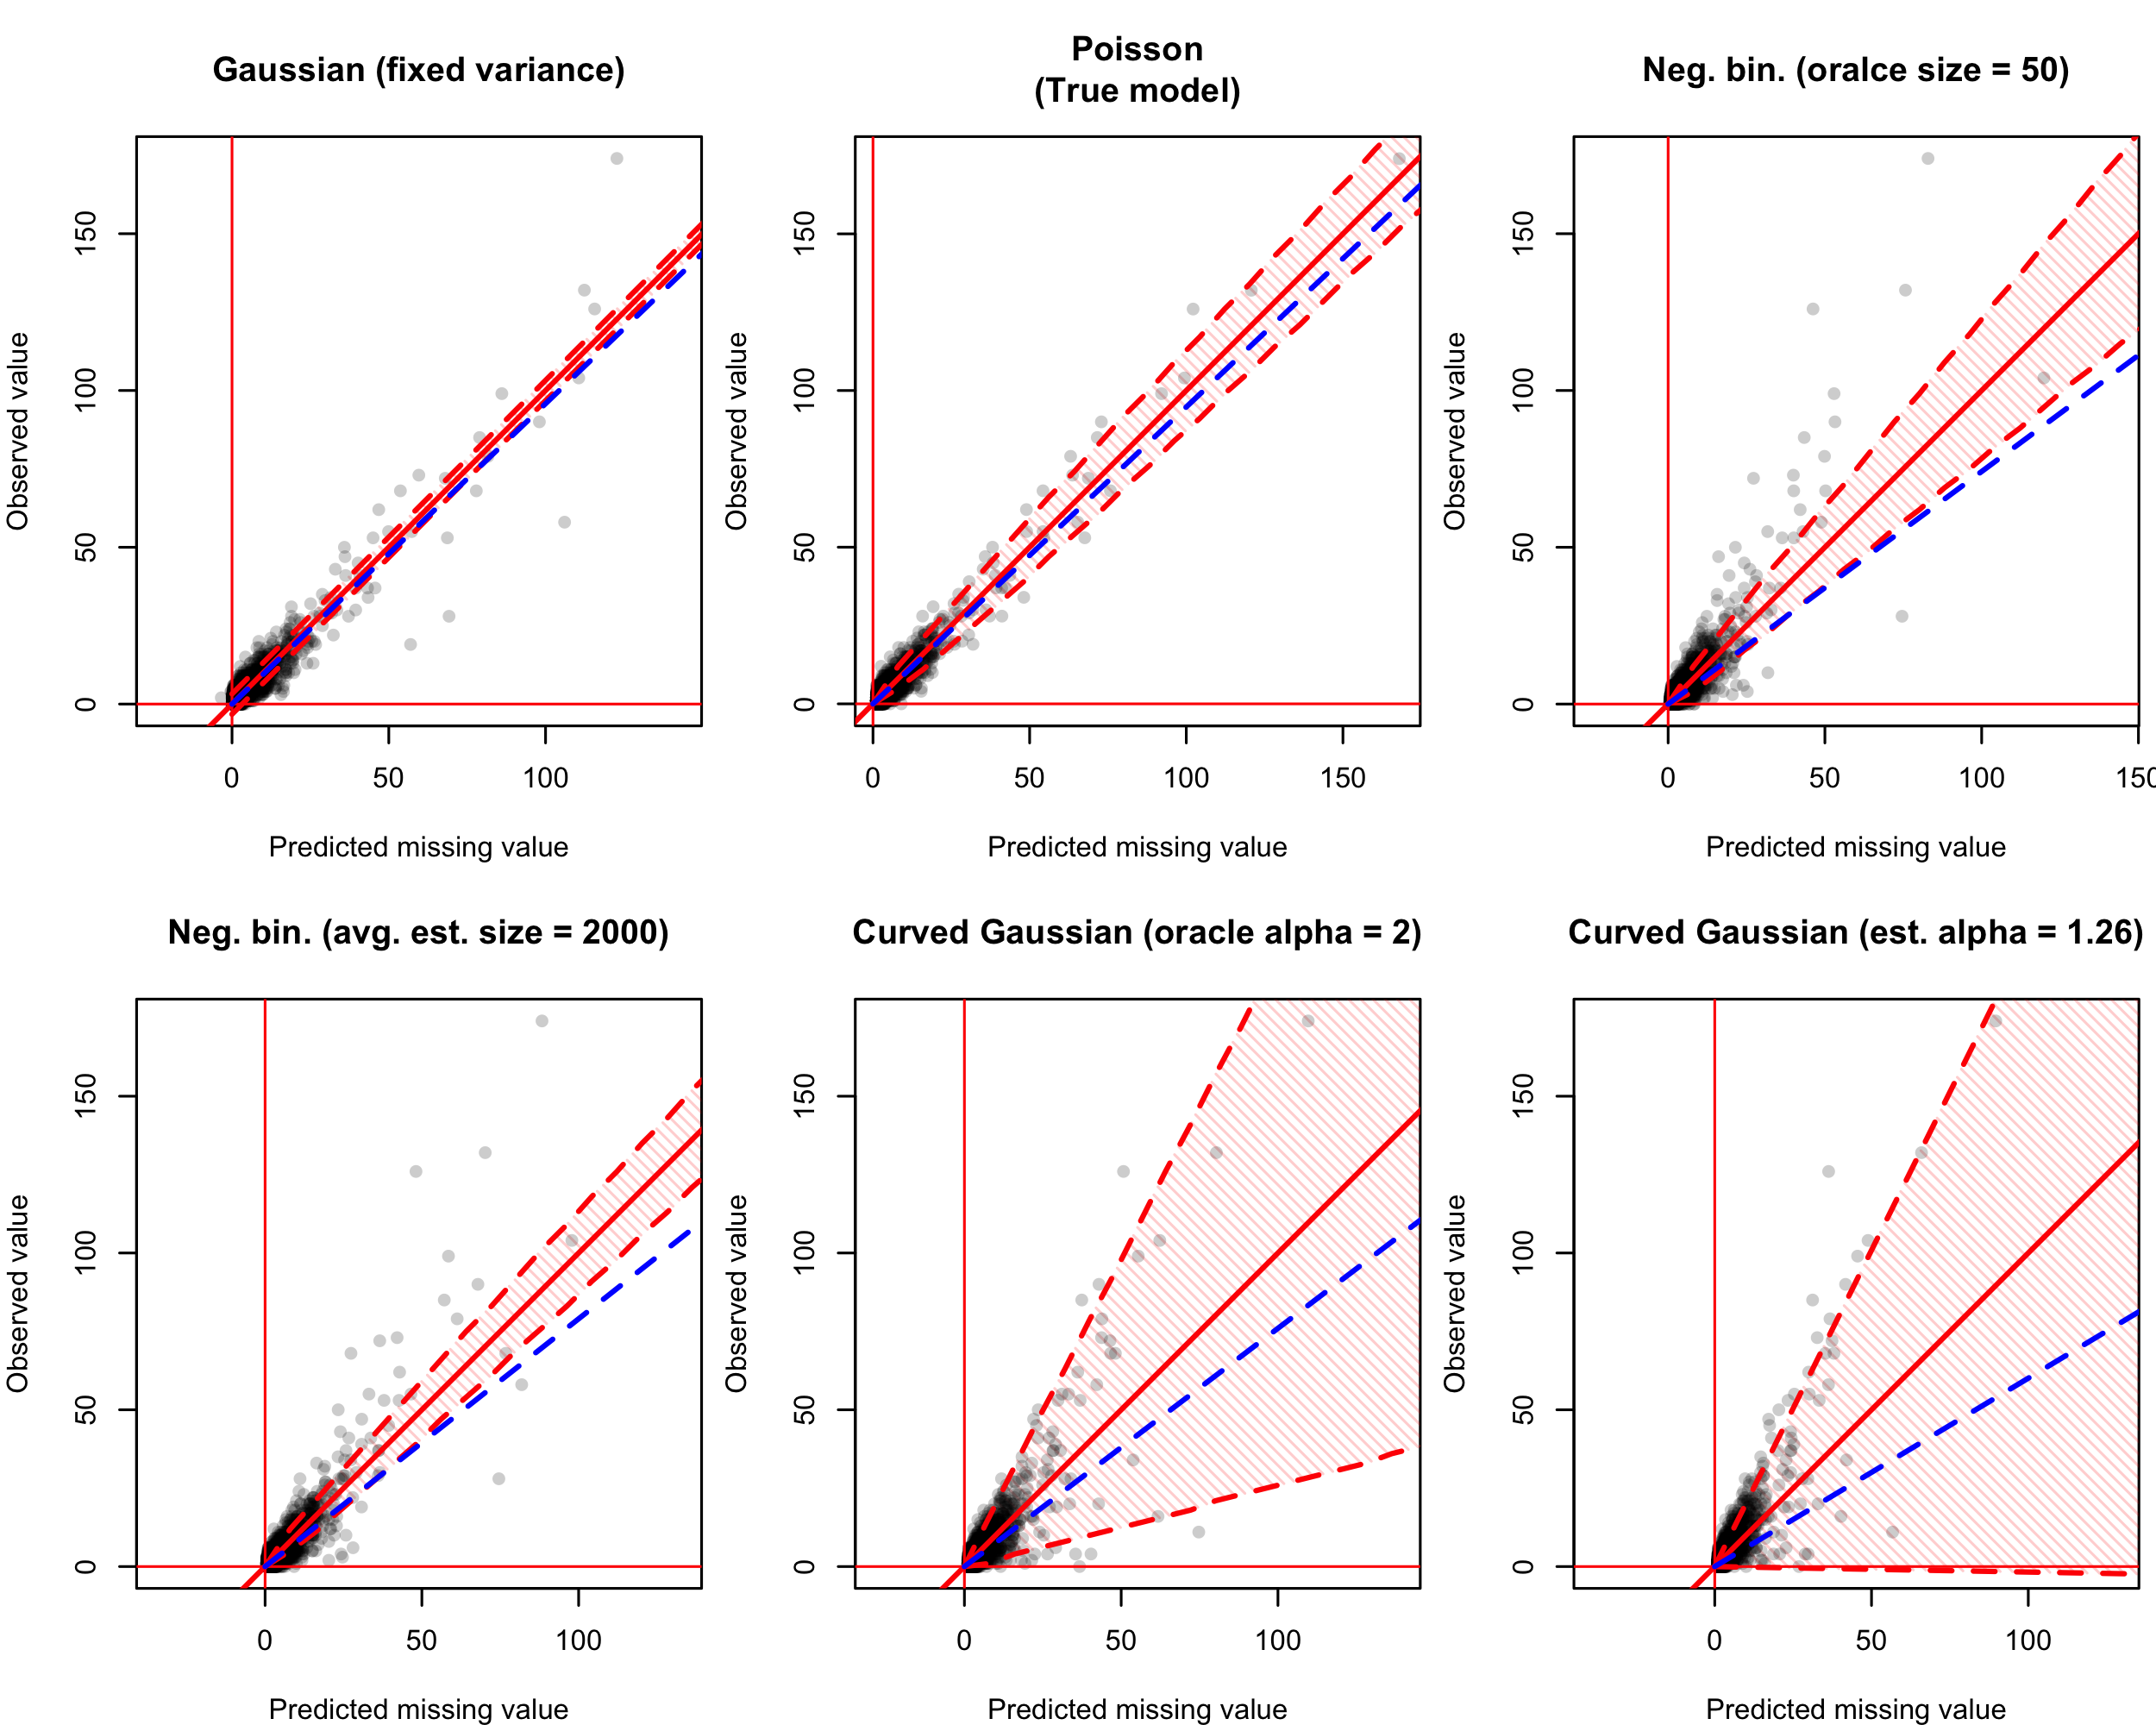 Gaussian (fixed variance)
Observed value
150
100
50
0
0 50 100
Predicted missing value
Poisson
(True model)
Observed value
150
100
50
0
0 50 100 150
Predicted missing value
Neg. bin. (oralce size = 50)
Observed value
150
100
50
0
0 50 100 150
Predicted missing value
Neg. bin. (avg. est. size = 2000)
Observed value
150
100
50
0
0 50 100
Predicted missing value
Curved Gaussian (oracle alpha = 2)
Observed value
150
100
50
0
0 50 100
Predicted missing value
Curved Gaussian (est. alpha = 1.26)
Observed value
150
100
50
0
0 50 100
Predicted missing value